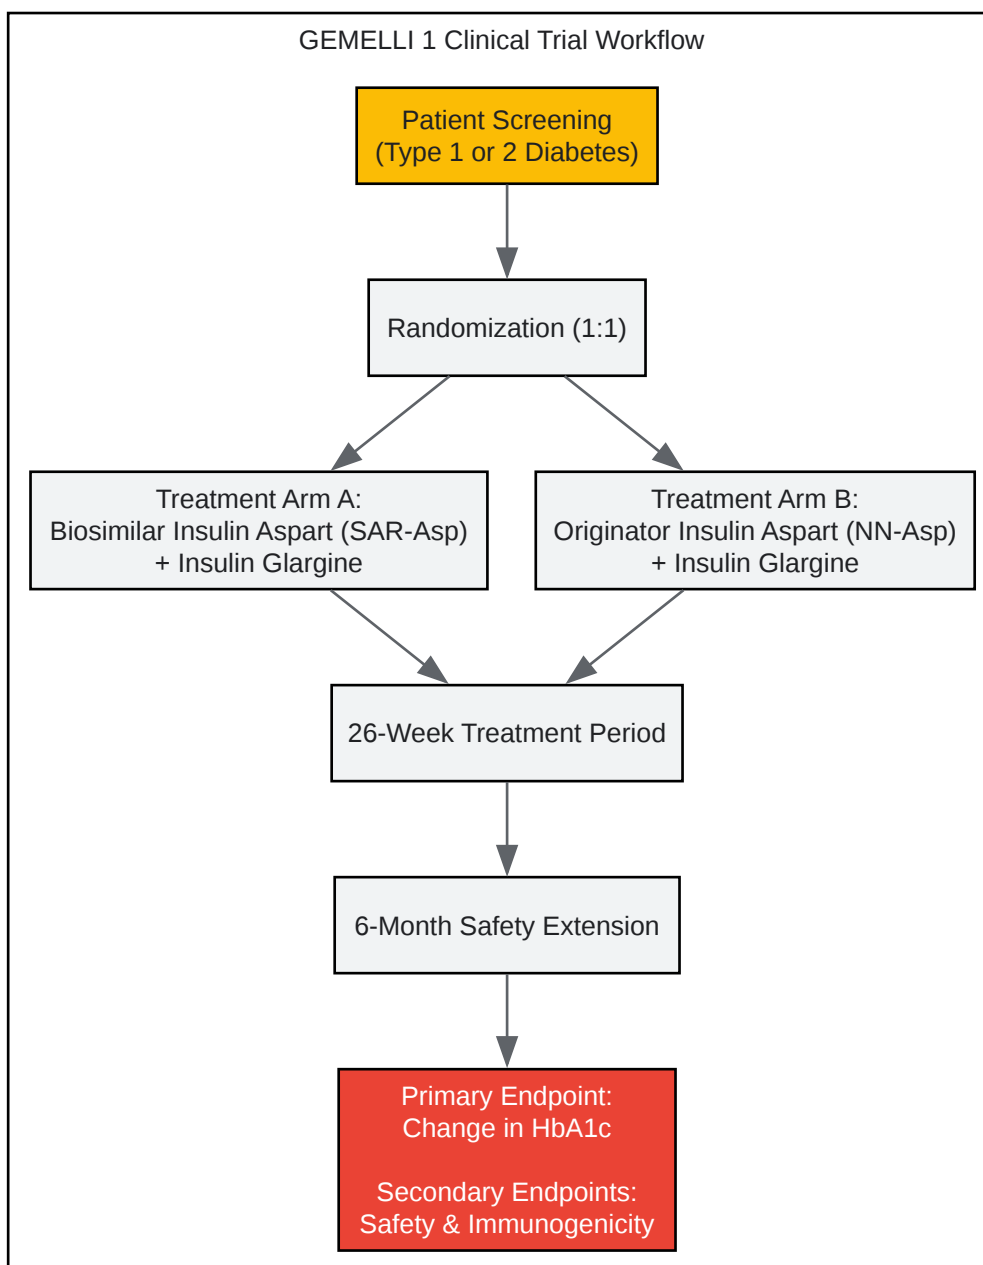 GEMELLI 1 Clinical Trial Workflow
Patient Screening
(Type 1 or 2 Diabetes)
Randomization (1:1)
Treatment Arm A:
Biosimilar Insulin Aspart (SAR-Asp)
+ Insulin Glargine
Treatment Arm B:
Originator Insulin Aspart (NN-Asp)
+ Insulin Glargine
26-Week Treatment Period
6-Month Safety Extension
Primary Endpoint:
Change in HbA1c
Secondary Endpoints:
Safety & Immunogenicity